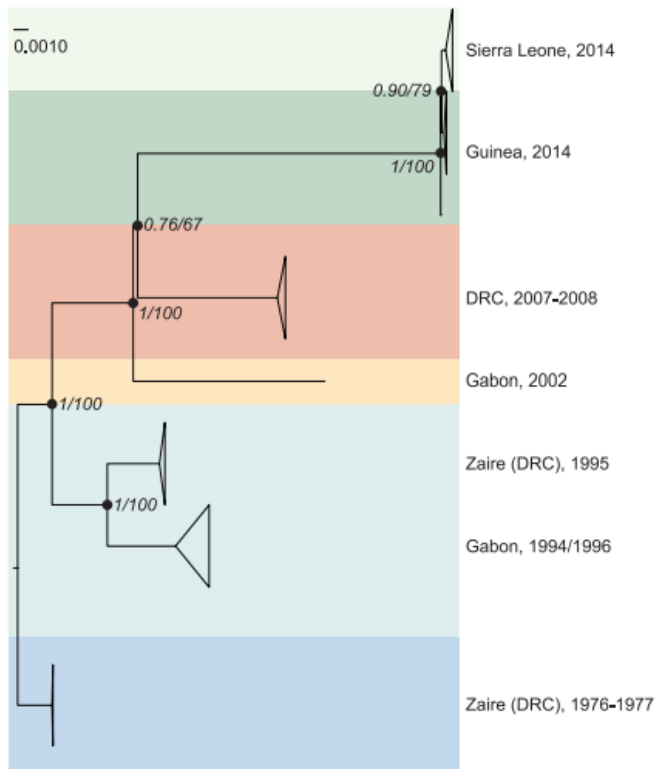 0.0010
Sierra Leone, 2014
0.90/79
Guinea, 2014
1/100
0.76/67
DRC, 2007-2008
1/100
Gabon, 2002
1/100
Zaire (DRC), 1995
1/100
Gabon, 1994/1996
Zaire (DRC), 1976-1977